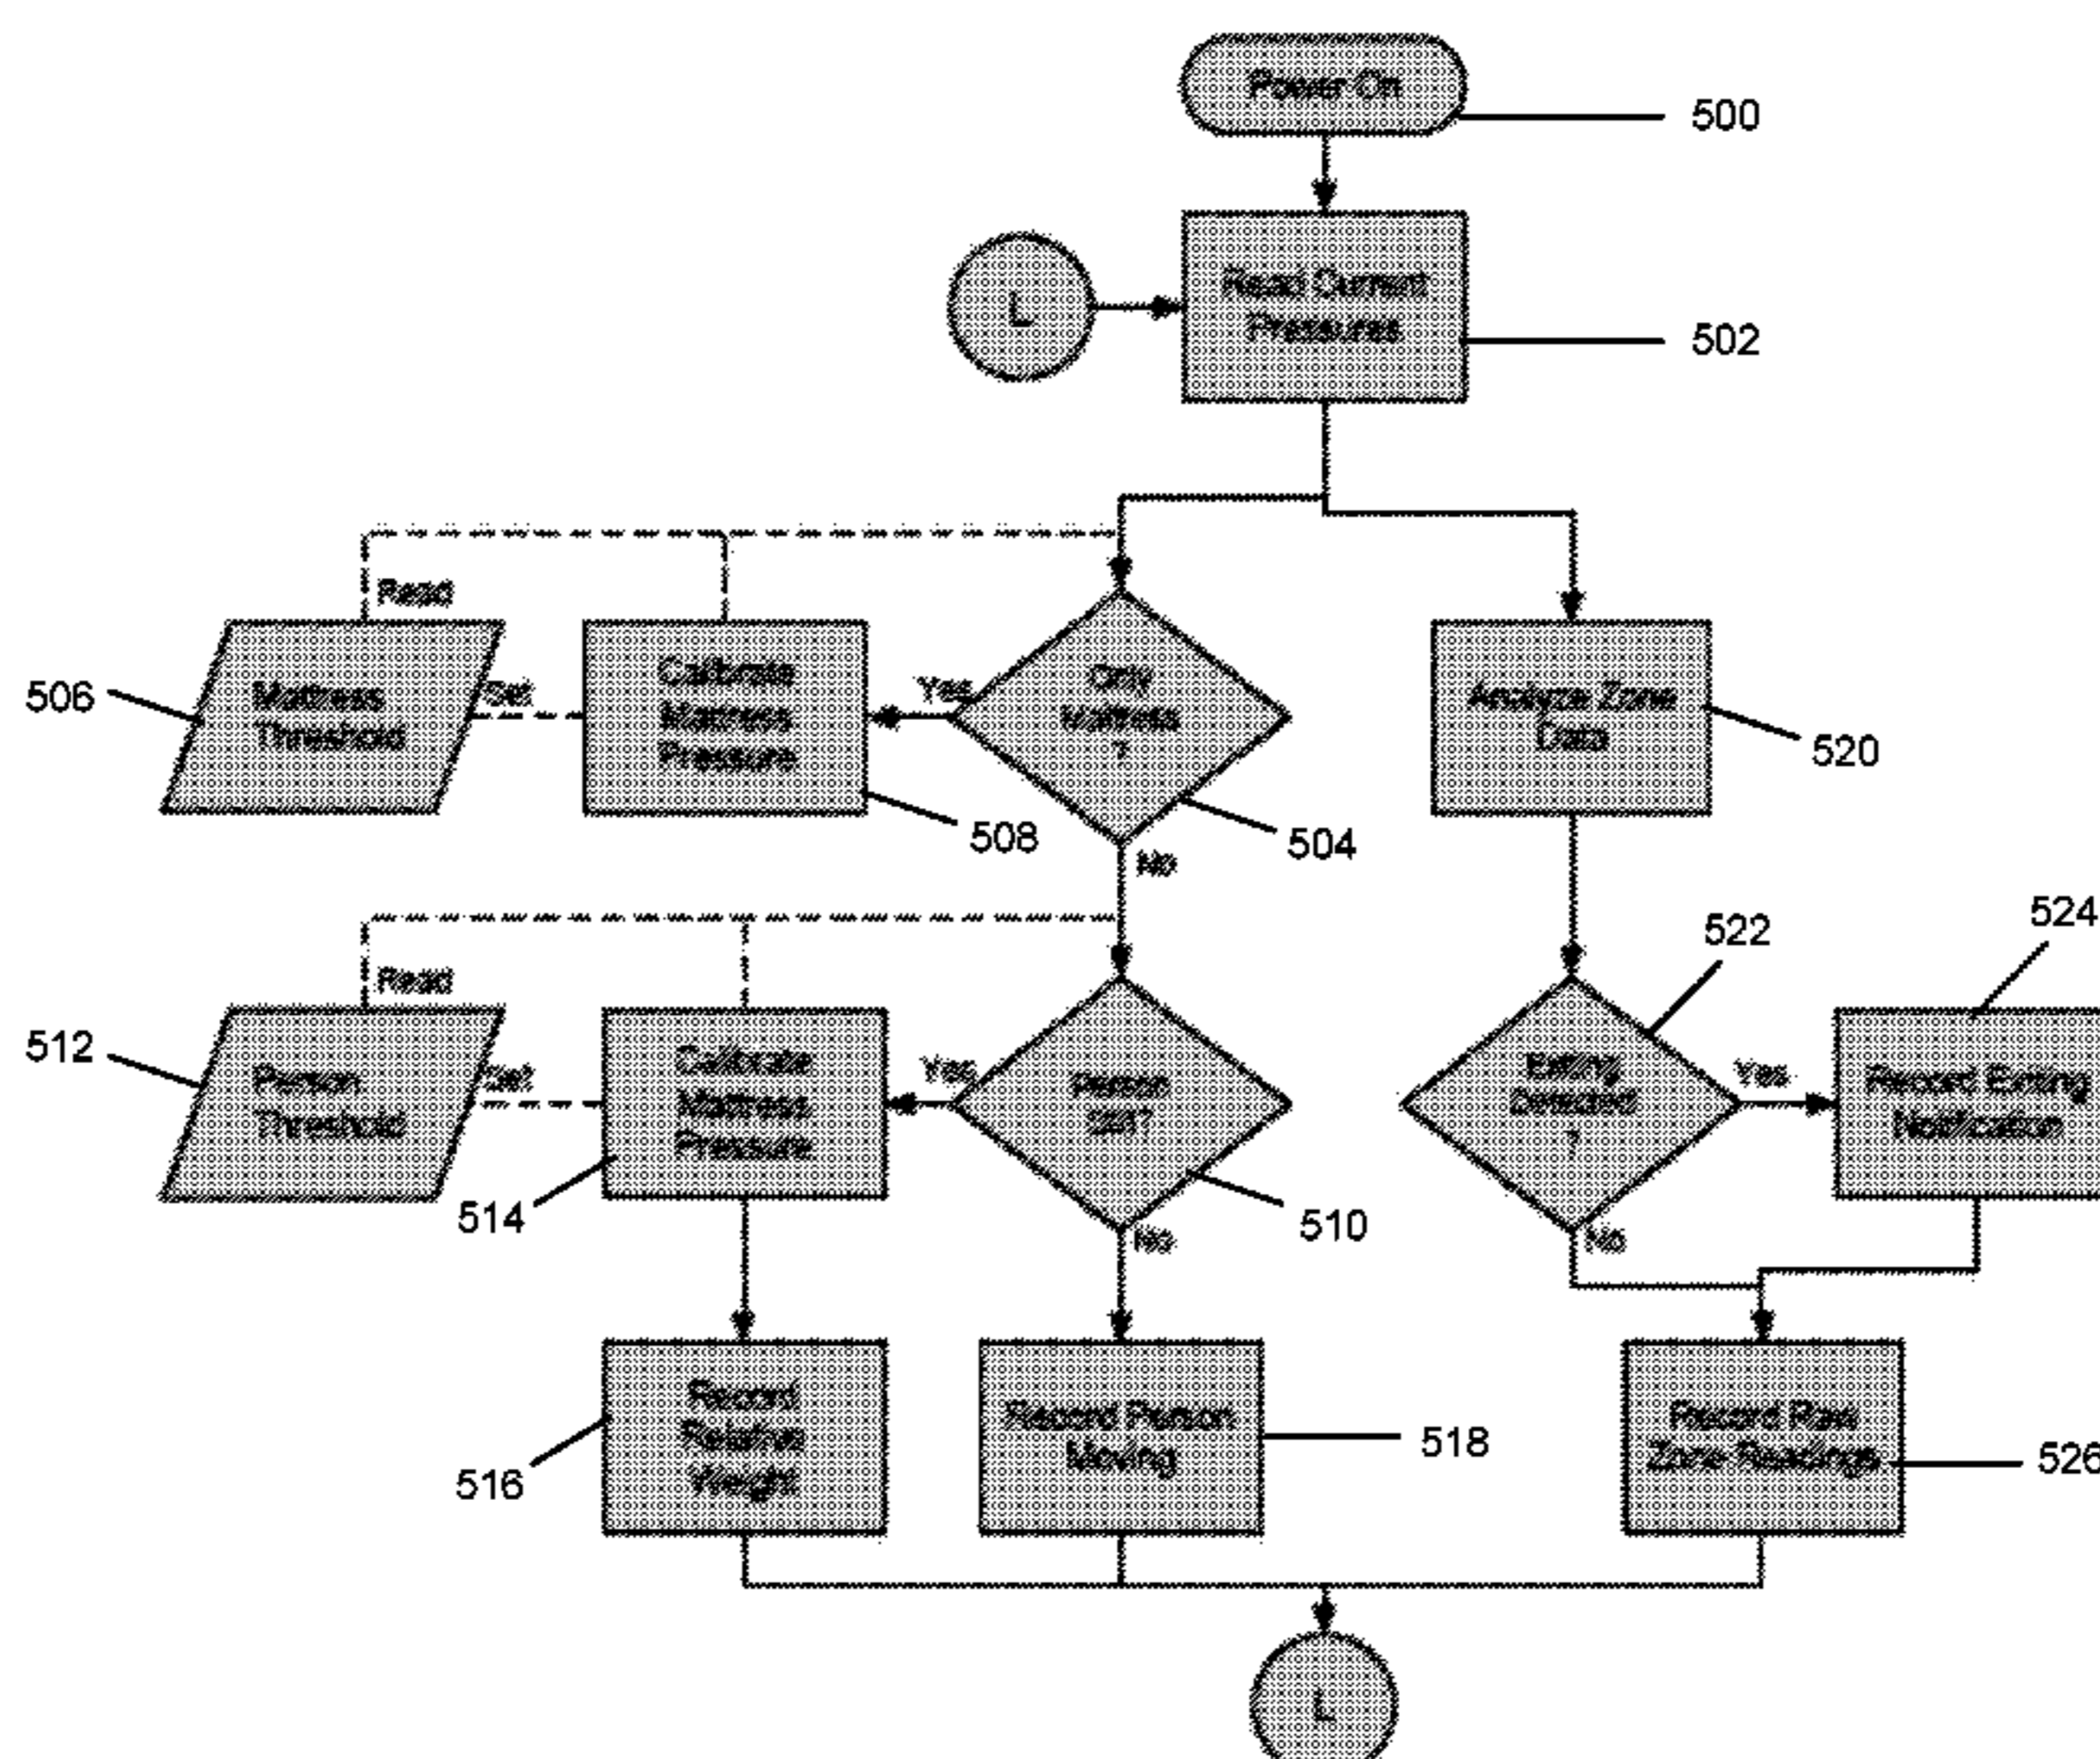 Power On
500
L
Read Current
Pressures
502
Read
Mattress
Threshold
506
Set
Calibrate
Mattress
Pressure
508
Yes
Only
Mattress
?
504
No
Analyze Zone
Data
520
Read
Person
Threshold
512
Set
Calibrate
Mattress
Pressure
514
Yes
Person
Still?
510
No
Exiting
Detected
?
522
Yes
No
Record Exiting
Notification
524
Record
Relative
Weight
516
Record Person
Moving
518
Record Raw
Zone Readings
526
L